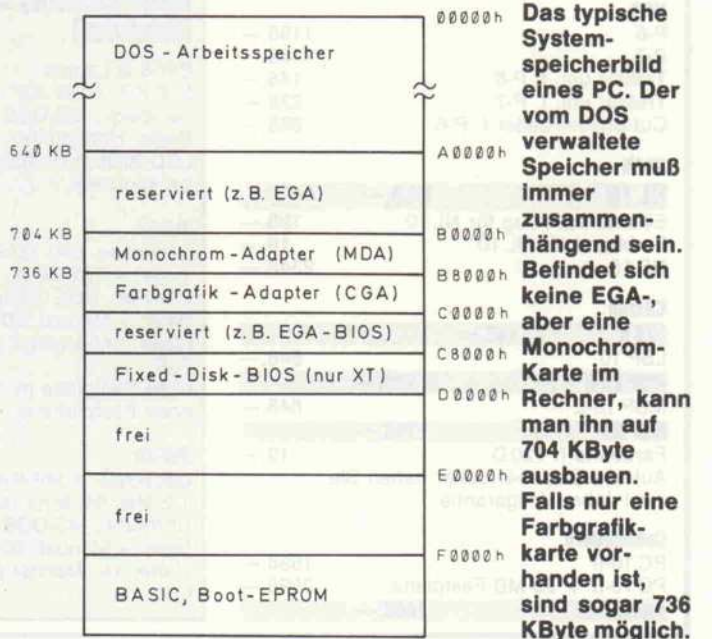 00000h
DOS - Arbeitsspeicher
640 KB
A0000h
reserviert (z.B. EGA)
704 KB
B0000h
Monochrom-Adapter (MDA)
736 KB
B8000h
Farbgrafik-Adapter (CGA)
C0000h
reserviert (z.B. EGA-BIOS)
C8000h
Fixed-Disk-BIOS (nur XT)
D0000h
frei
E0000h
frei
F0000h
BASIC, Boot-EPROM
Das typische
System-
speicherbild
eines PC. Der
vom DOS
verwaltete
Speicher muß
immer
zusammen-
hängend sein.
Befindet sich
keine EGA-,
aber eine
Monochrom-
Karte im
Rechner, kann
man ihn auf
704 KByte
ausbauen.
Falls nur eine
Farbgrafik-
karte vor-
handen ist,
sind sogar 736
KByte möglich.